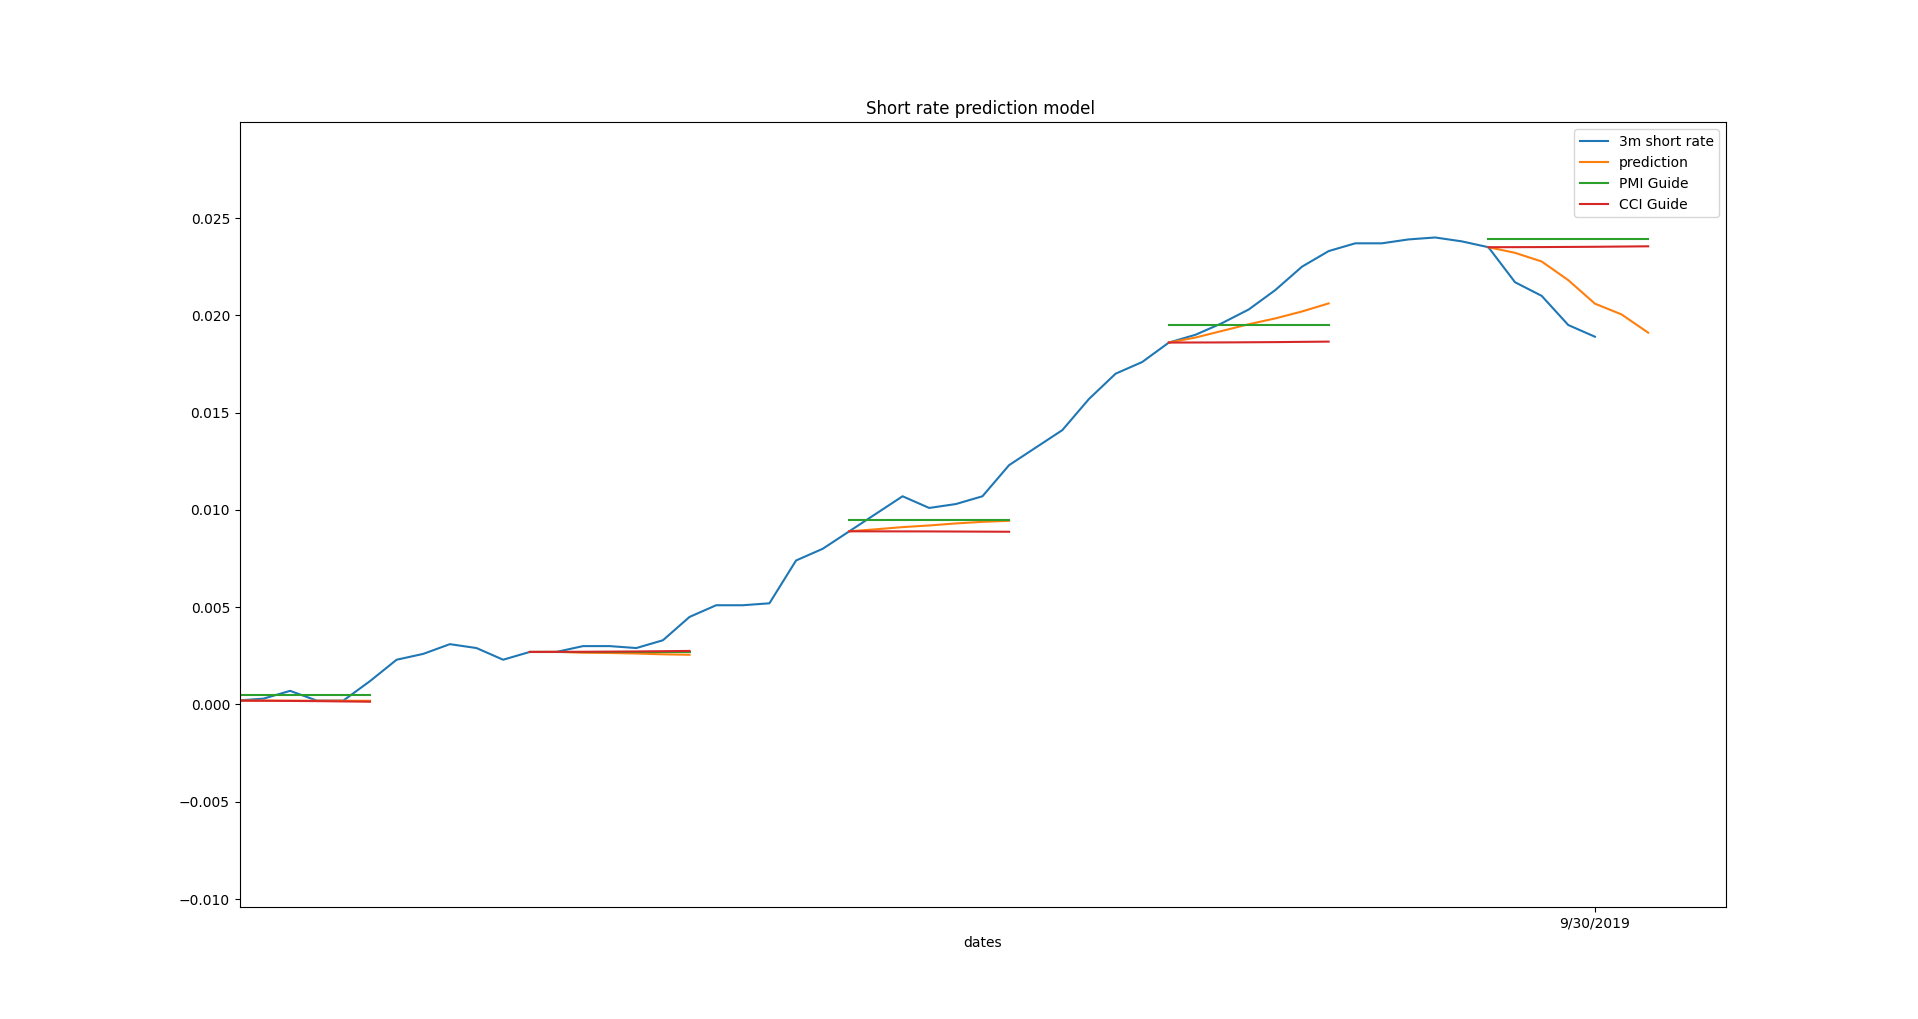 Short rate prediction model
3m short rate
prediction
PMI Guide
CCI Guide
0.025
0.020
0.015
0.010
0.005
0.000
−0.005
−0.010
9/30/2019
dates